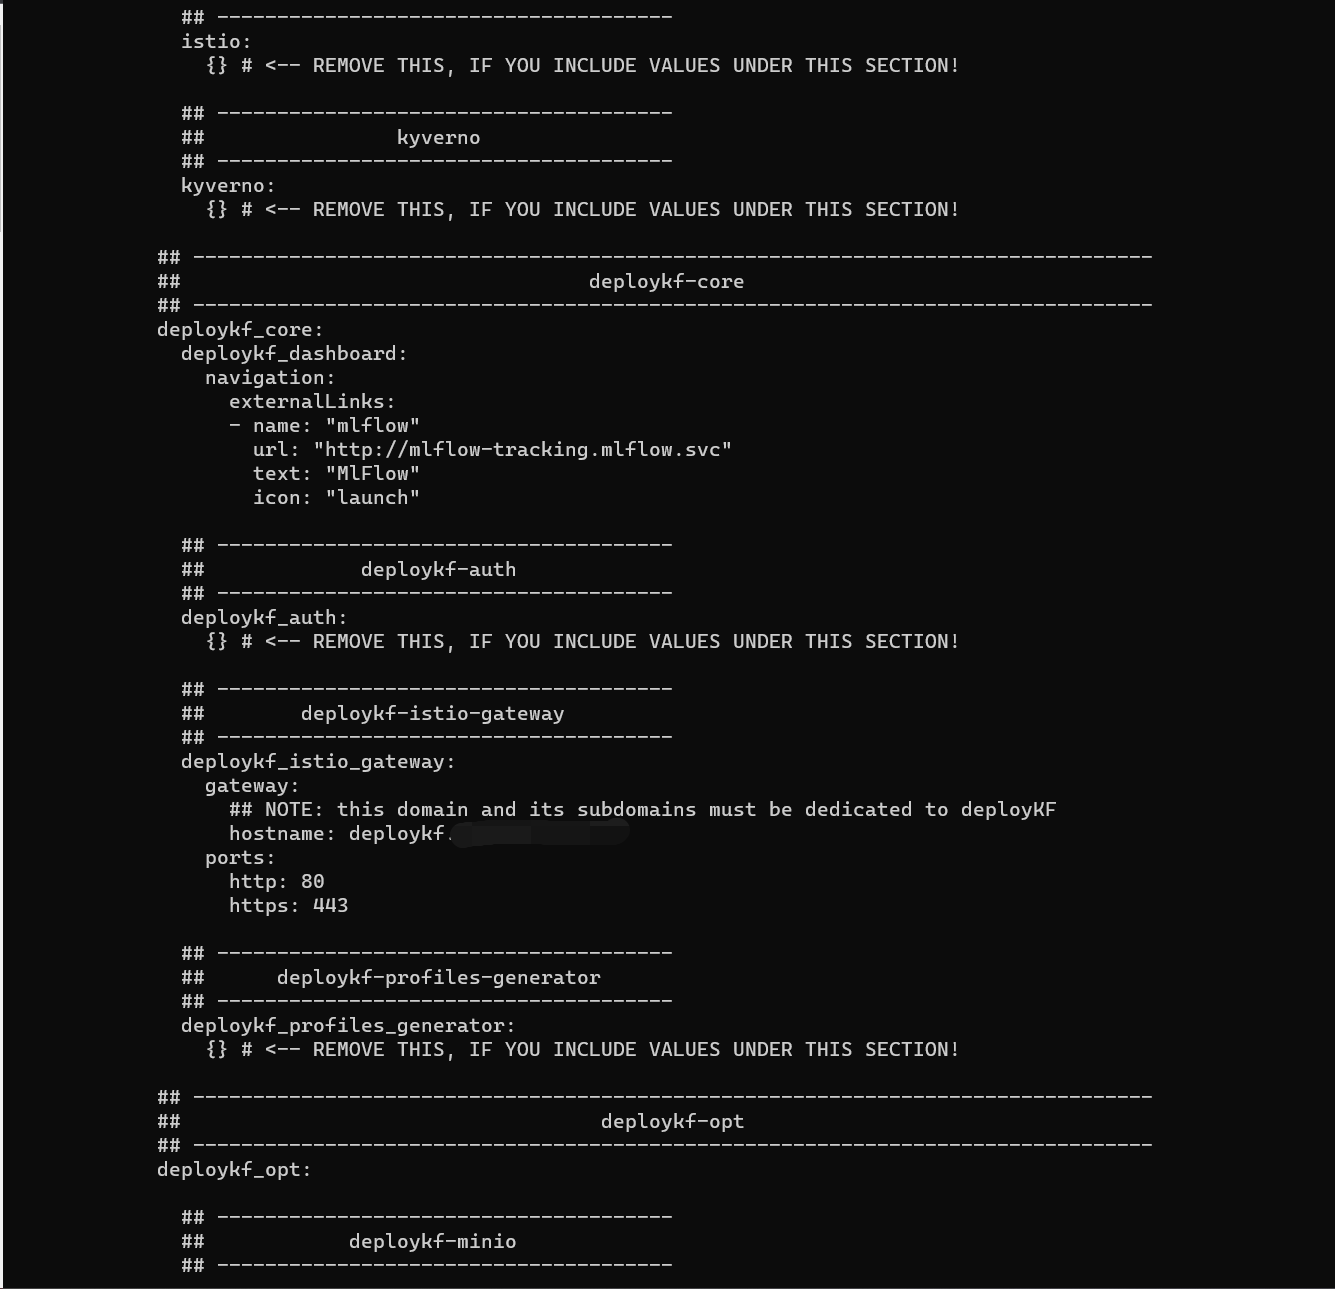 ## --------------------------------------
istio:
{} # <-- REMOVE THIS, IF YOU INCLUDE VALUES UNDER THIS SECTION!
## --------------------------------------
## kyverno
## --------------------------------------
kyverno:
{} # <-- REMOVE THIS, IF YOU INCLUDE VALUES UNDER THIS SECTION!
## --------------------------------------------------------------------------------
## deploykf-core
## --------------------------------------------------------------------------------
deploykf_core:
deploykf_dashboard:
navigation:
externalLinks:
- name: "mlflow"
url: "http://mlflow-tracking.mlflow.svc"
text: "MlFlow"
icon: "launch"
## --------------------------------------
## deploykf-auth
## --------------------------------------
deploykf_auth:
{} # <-- REMOVE THIS, IF YOU INCLUDE VALUES UNDER THIS SECTION!
## --------------------------------------
## deploykf-istio-gateway
## --------------------------------------
deploykf_istio_gateway:
gateway:
## NOTE: this domain and its subdomains must be dedicated to deployKF
hostname: deploykf.
ports:
http: 80
https: 443
## --------------------------------------
## deploykf-profiles-generator
## --------------------------------------
deploykf_profiles_generator:
{} # <-- REMOVE THIS, IF YOU INCLUDE VALUES UNDER THIS SECTION!
## --------------------------------------------------------------------------------
## deploykf-opt
## --------------------------------------------------------------------------------
deploykf_opt:
## --------------------------------------
## deploykf-minio
## --------------------------------------